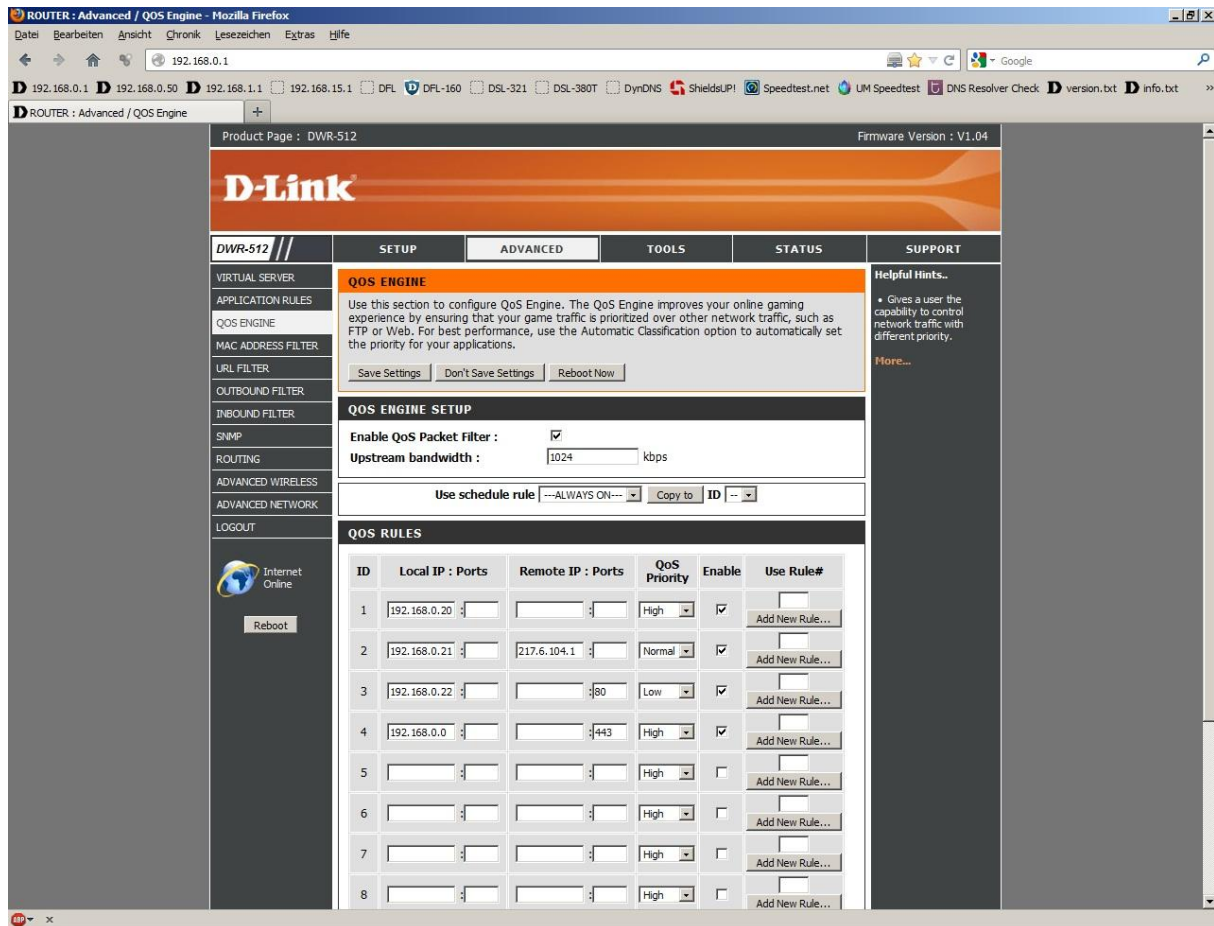 ROUTER : Advanced / QOS Engine - Mozilla Firefox
Datei Bearbeiten Ansicht Chronik Lesezeichen Extras Hilfe
192.168.0.1
Google
192.168.0.1 192.168.0.50 192.168.1.1 192.168.15.1 DFL DFL-160 DSL-321 DSL-380T DynDNS ShieldsUP! Speedtest.net UM Speedtest DNS Resolver Check version.txt info.txt »
ROUTER : Advanced / QOS Engine +
Product Page : DWR-512 Firmware Version : V1.04
D-Link
DWR-512 SETUP ADVANCED TOOLS STATUS SUPPORT
VIRTUAL SERVER
APPLICATION RULES
QOS ENGINE
MAC ADDRESS FILTER
URL FILTER
OUTBOUND FILTER
INBOUND FILTER
SNMP
ROUTING
ADVANCED WIRELESS
ADVANCED NETWORK
LOGOUT
Internet
Online
Reboot
QOS ENGINE
Use this section to configure QoS Engine. The QoS Engine improves your online gaming
experience by ensuring that your game traffic is prioritized over other network traffic, such as
FTP or Web. For best performance, use the Automatic Classification option to automatically set
the priority for your applications.
Save Settings Don't Save Settings Reboot Now
QOS ENGINE SETUP
Enable QoS Packet Filter :
Upstream bandwidth : 1024 kbps
Use schedule rule ---ALWAYS ON--- Copy to ID --
QOS RULES
ID Local IP : Ports Remote IP : Ports QoS Priority Enable Use Rule#
1 192.168.0.20 : : High
Add New Rule...
2 192.168.0.21 : 217.6.104.1 : Normal
Add New Rule...
3 192.168.0.22 : :80 Low
Add New Rule...
4 192.168.0.0 : :443 High
Add New Rule...
5 : : High
Add New Rule...
6 : : High
Add New Rule...
7 : : High
Add New Rule...
8 : : High
Add New Rule...
Helpful Hints..
• Gives a user the
capability to control
network traffic with
different priority.
More...
ABP